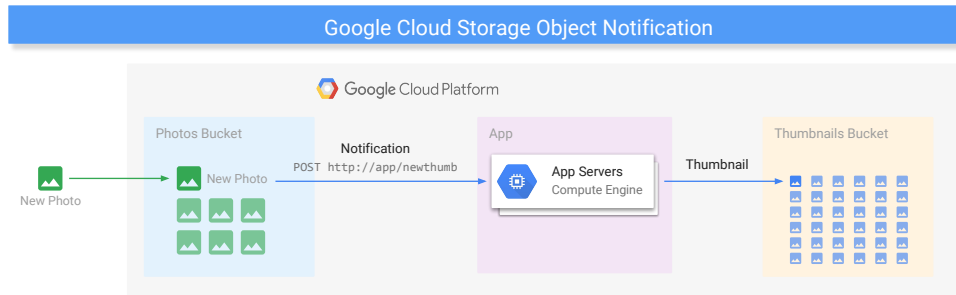 Google Cloud Storage Object Notification
Google Cloud Platform
Photos Bucket
App
Thumbnails Bucket
Notification
POST http://app/newthumb
New Photo
New Photo
App Servers
Compute Engine
Thumbnail